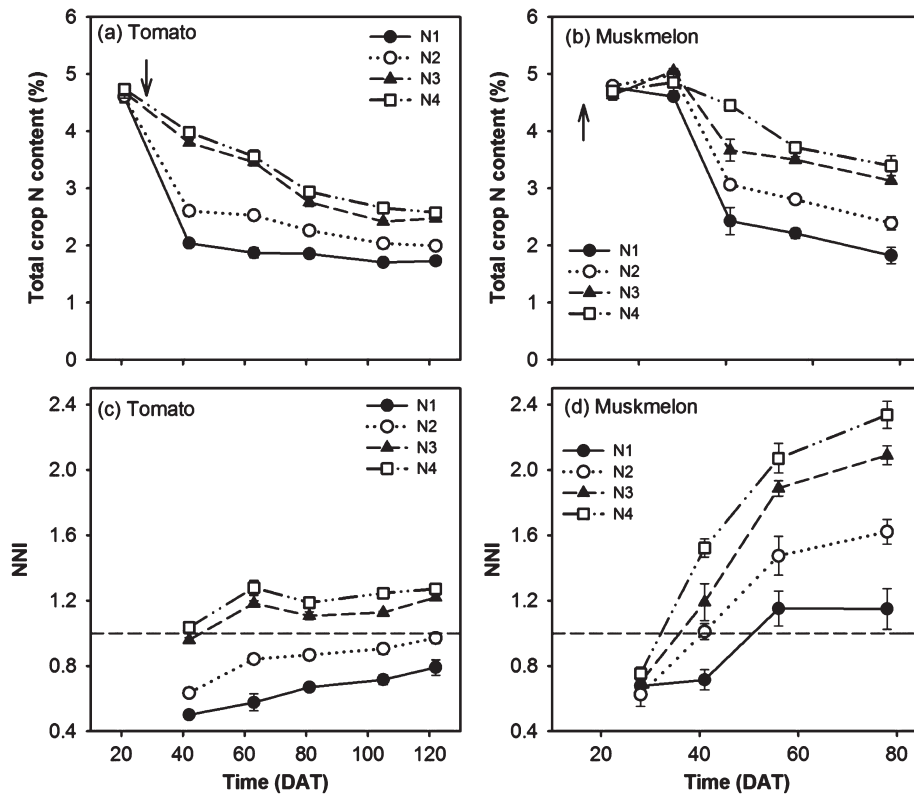 (a) Tomato
N1
N2
N3
N4
Total crop N content (%)
6
5
4
3
2
1
0
(b) Muskmelon
N1
N2
N3
N4
Total crop N content (%)
6
5
4
3
2
1
0
(c) Tomato
N1
N2
N3
N4
NNI
2.4
2.0
1.6
1.2
0.8
0.4
20 40 60 80 100 120
Time (DAT)
(d) Muskmelon
N1
N2
N3
N4
NNI
2.4
2.0
1.6
1.2
0.8
0.4
20 40 60 80
Time (DAT)